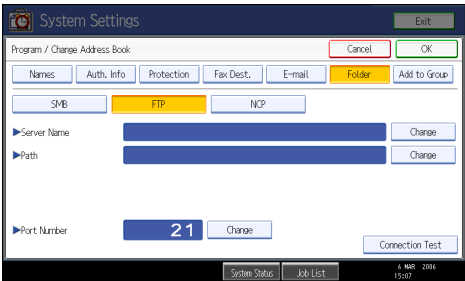 System Settings Exit
Program / Change Address Book Cancel OK
Names Auth. Info Protection Fax Dest. E-mail Folder Add to Group
SMB FTP NCP
▶Server Name Change
▶Path Change
▶Port Number 21 Change
Connection Test
System Status Job List 6 MAR 2006
15:07